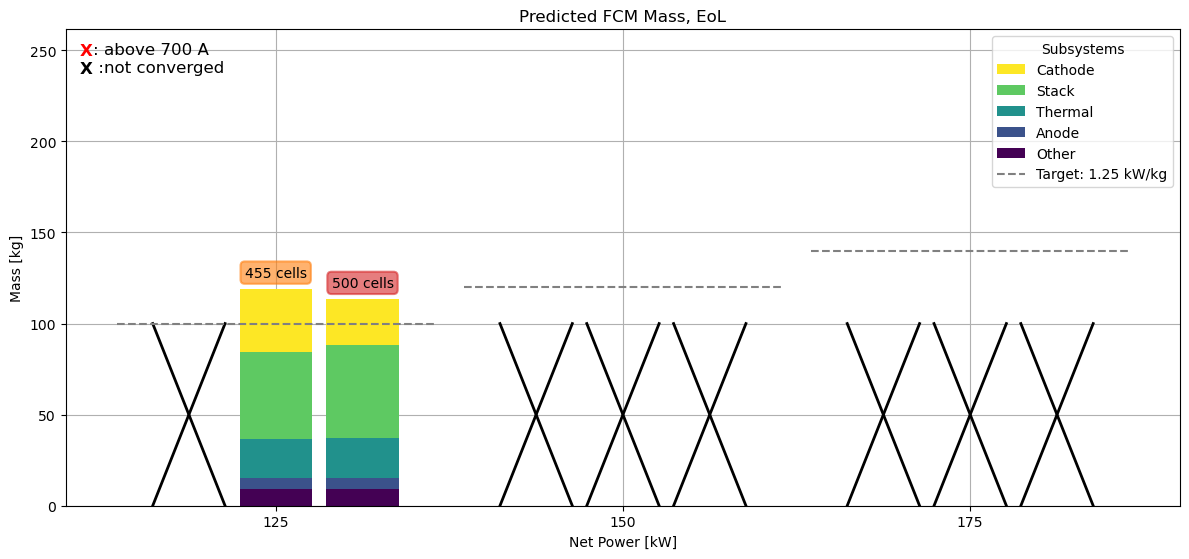 Predicted FCM Mass, EoL
X: above 700 A
X :not converged
Subsystems
Cathode
Stack
Thermal
Anode
Other
Target: 1.25 kW/kg
455 cells
500 cells
Mass [kg]
250
200
150
100
50
0
125
150
175
Net Power [kW]